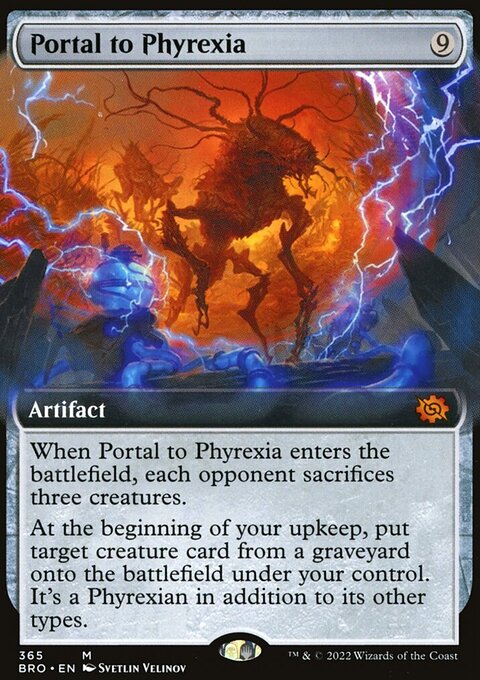 Portal to Phyrexia 9
Artifact
When Portal to Phyrexia enters the
battlefield, each opponent sacrifices
three creatures.
At the beginning of your upkeep, put
target creature card from a graveyard
onto the battlefield under your control.
It's a Phyrexian in addition to its other
types.
365 M
BRO • EN Svetlin Velinov
™ & © 2022 Wizards of the Coast